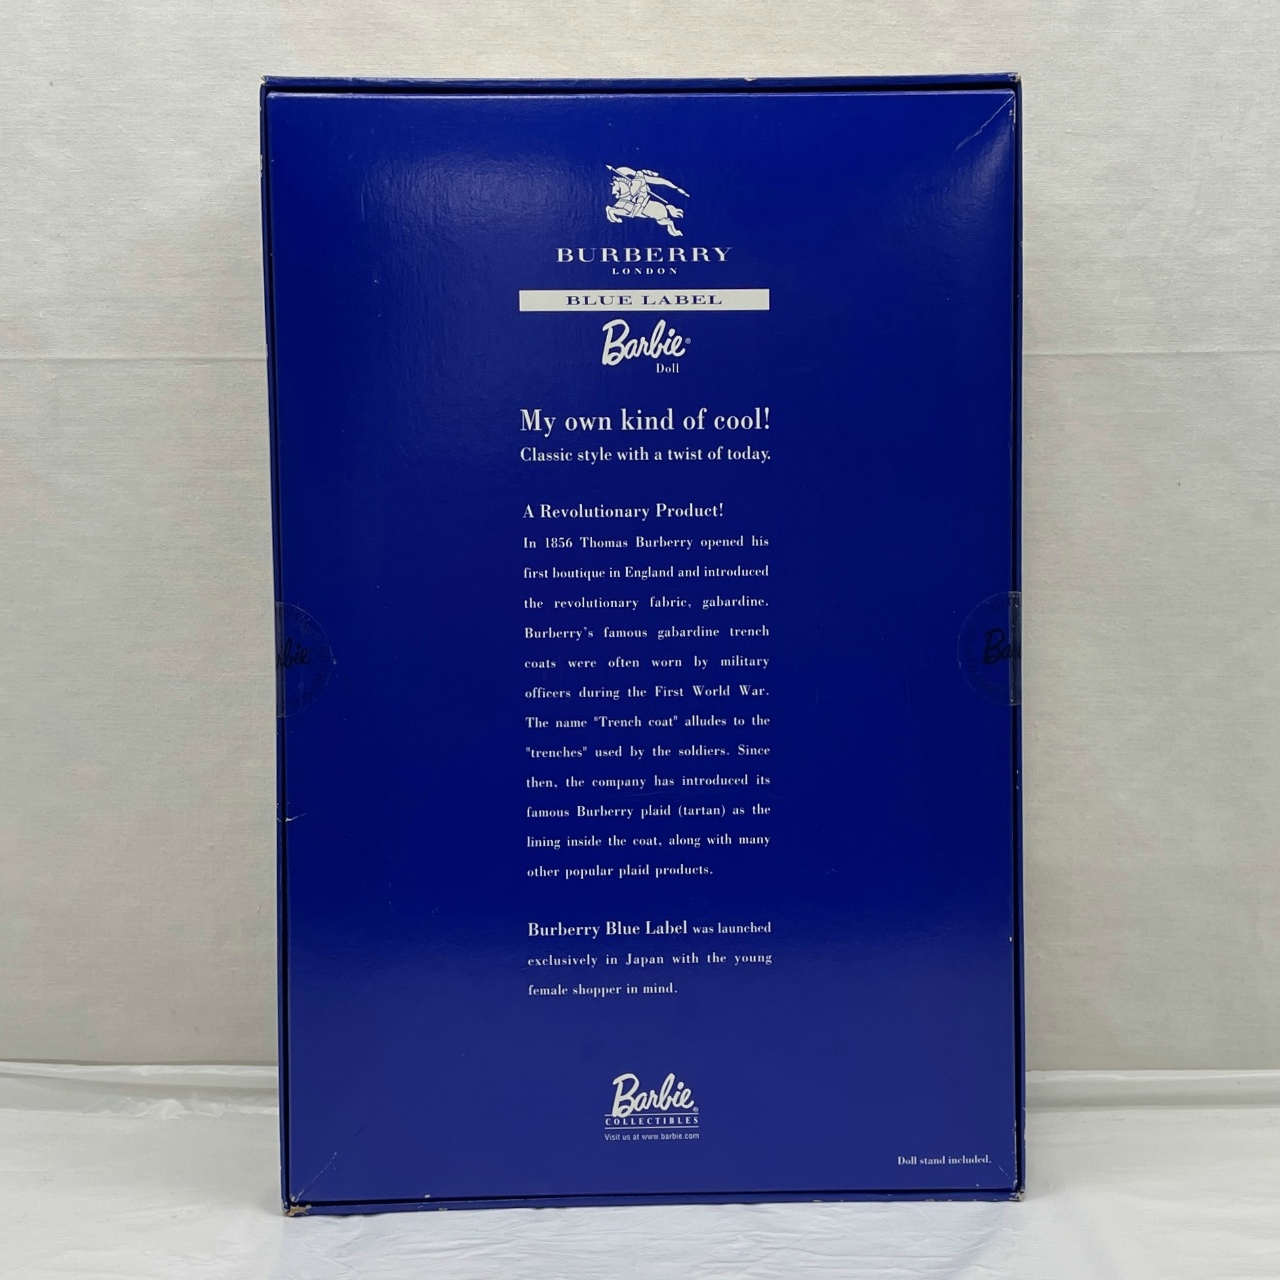 BURBERRY
LONDON
BLUE LABEL
Barbie®
Doll
My own kind of cool!
Classic style with a twist of today.
A Revolutionary Product!
In 1856 Thomas Burberry opened his
first boutique in England and introduced
the revolutionary fabric, gabardine.
Burberry's famous gabardine trench
coats were often worn by military
officers during the First World War.
The name "Trench coat" alludes to the
"trenches" used by the soldiers. Since
then, the company has introduced its
famous Burberry plaid (tartan) as the
lining inside the coat, along with many
other popular plaid products.
Burberry Blue Label was launched
exclusively in Japan with the young
female shopper in mind.
Barbie®
COLLECTIBLES
Visit us at www.barbie.com
Doll stand included.